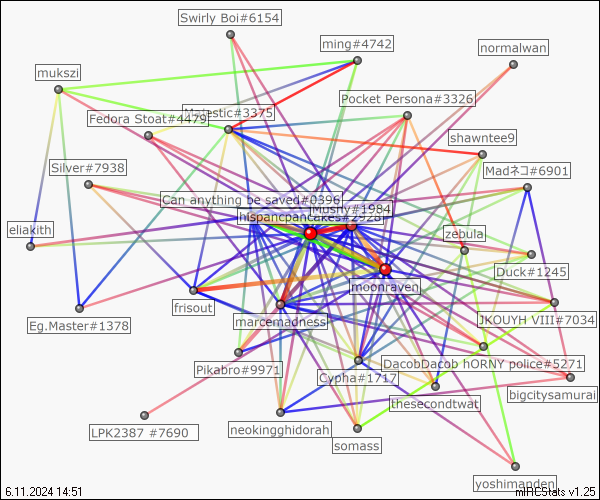 Swirly Boi#6154
ming#4742
normalwan
mukszi
Pocket Persona#3326
Majestic#3375
Fedora Stoat#4479
shawntee9
Silver#7938
Madネコ#6901
Can anything be saved#0396
Mushy#1984
hispancpancakes#2928
eliakith
zebula
Duck#1245
moonraven
frisout
marcemadness
JKOUYH VIII#7034
Eg.Master#1378
Pikabro#9971
DacobDacob hORNY police#5271
Cypha#1717
bigcitysamurai
thesecondtwat
LPK2387 #7690
neokingghidorah
somass
yoshimanden
6.11.2024 14:51
mIRCStats v1.25